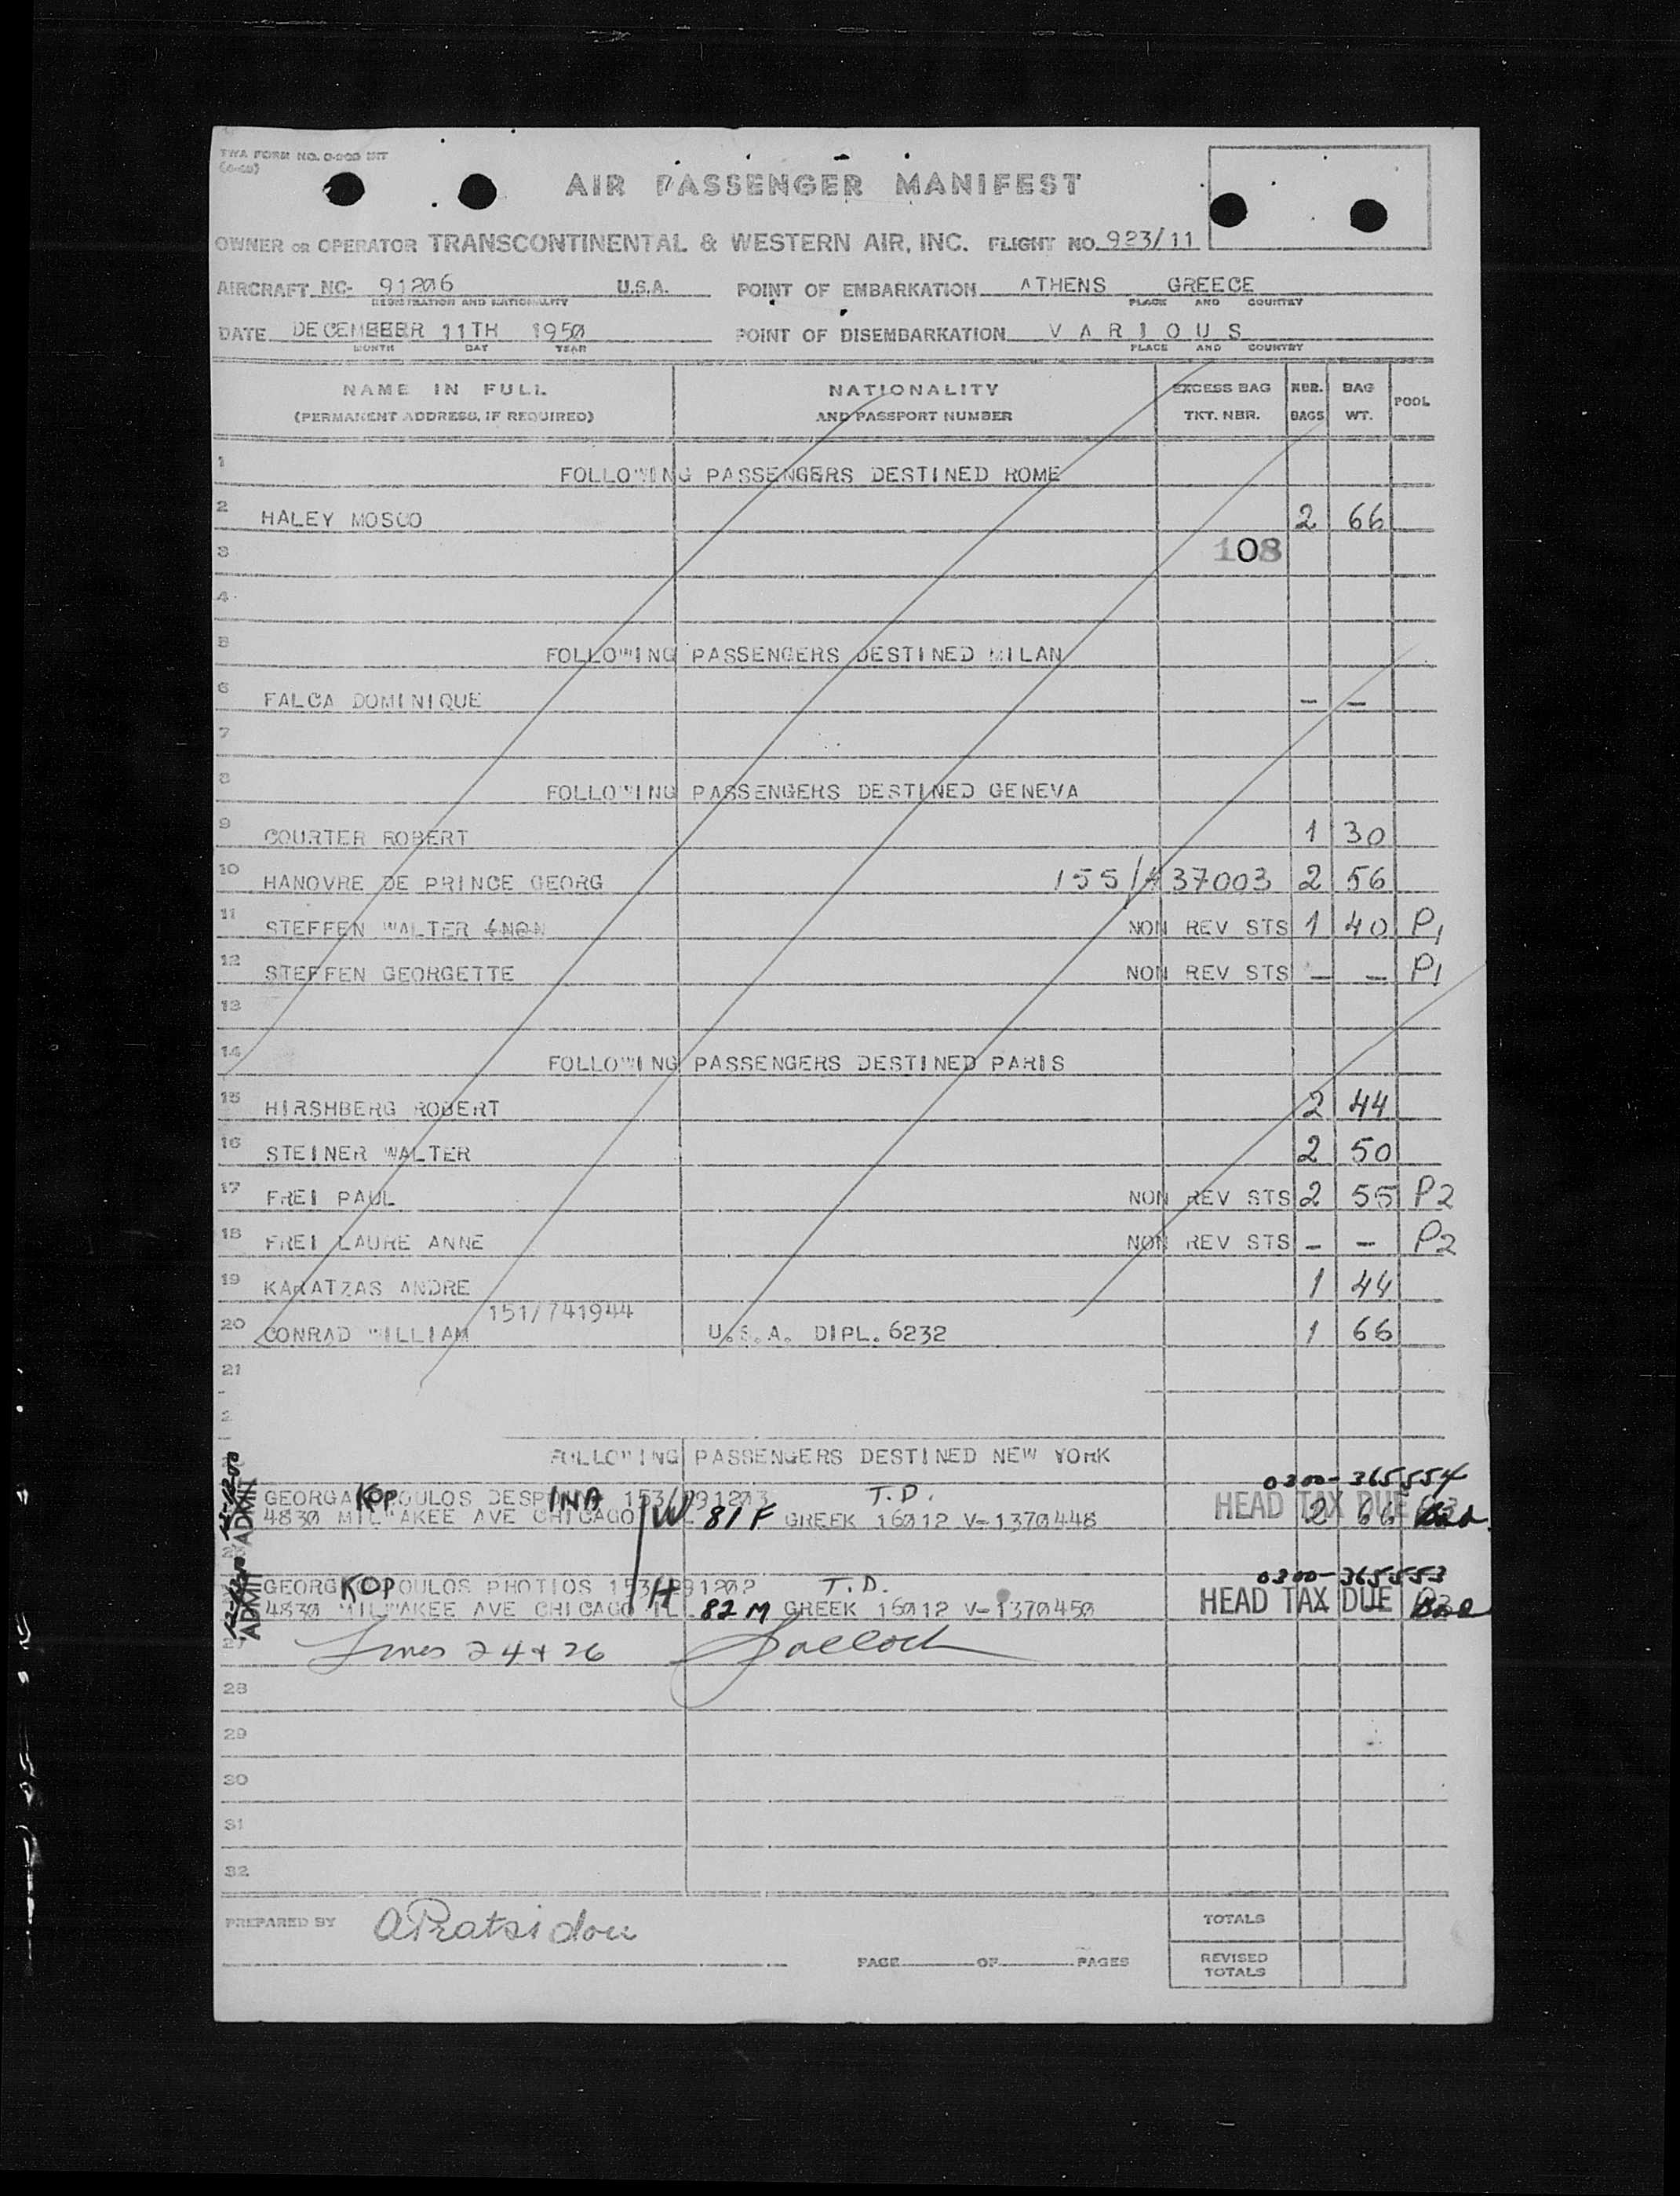 TWA FORM NO. 0-900 INT
AIR PASSENGER MANIFEST
OWNER OR OPERATOR TRANSCONTINENTAL & WESTERN AIR, INC. FLIGHT NO. 923/11
AIRCRAFT NC- 91206 U.S.A. POINT OF EMBARKATION ATHENS GREECE
REGISTRATION AND NATIONALITY PLACE AND COUNTRY
DATE DECEMBER 11TH 1950 POINT OF DISEMBARKATION VARIOUS
MONTH DAY YEAR PLACE AND COUNTRY
NAME IN FULL NATIONALITY EXCESS BAG NBR. BAG POOL
(PERMANENT ADDRESS, IF REQUIRED) AND PASSPORT NUMBER TKT. NBR. BAGS WT.
1 FOLLOWING PASSENGERS DESTINED ROME
2 HALEY MOSCO 2 66
3 108
4
5 FOLLOWING PASSENGERS DESTINED MILAN
6 FALCA DOMINIQUE - -
7
8 FOLLOWING PASSENGERS DESTINED GENEVA
9 COURTER ROBERT 1 30
10 HANOVRE DE PRINCE GEORG 155/A37003 2 56
11 STEFFEN WALTER NON REV STS 1 40 P1
12 STEFFEN GEORGETTE NON REV STS - - P1
13
14 FOLLOWING PASSENGERS DESTINED PARIS
15 HIRSHBERG ROBERT 2 44
16 STEINER WALTER 2 50
17 FREI PAUL NON REV STS 2 55 P2
18 FREI LAURE ANNE NON REV STS - - P2
19 KARATZAS ANDRE 1 44
151/741944
20 CONRAD WILLIAM U.S.A. DIPL. 6232 1 66
21
FOLLOWING PASSENGERS DESTINED NEW YORK
0300-365554
ADMIT GEORGAKOPOULOS DESPINA T.D. HEAD TAX DUE
4830 MILWAKEE AVE CHICAGO W 81 F GREEK 16012 V-1370448 2 66
0300-365553
ADMIT GEORGKOPOULOS PHOTIOS T.D. HEAD TAX DUE
4830 MILWAKEE AVE CHICAGO H 82 M GREEK 16012 V-1370450
27 Lines 24 + 26
28
29
30
31
32
PREPARED BY APratsidou TOTALS
PAGE OF PAGES REVISED
TOTALS